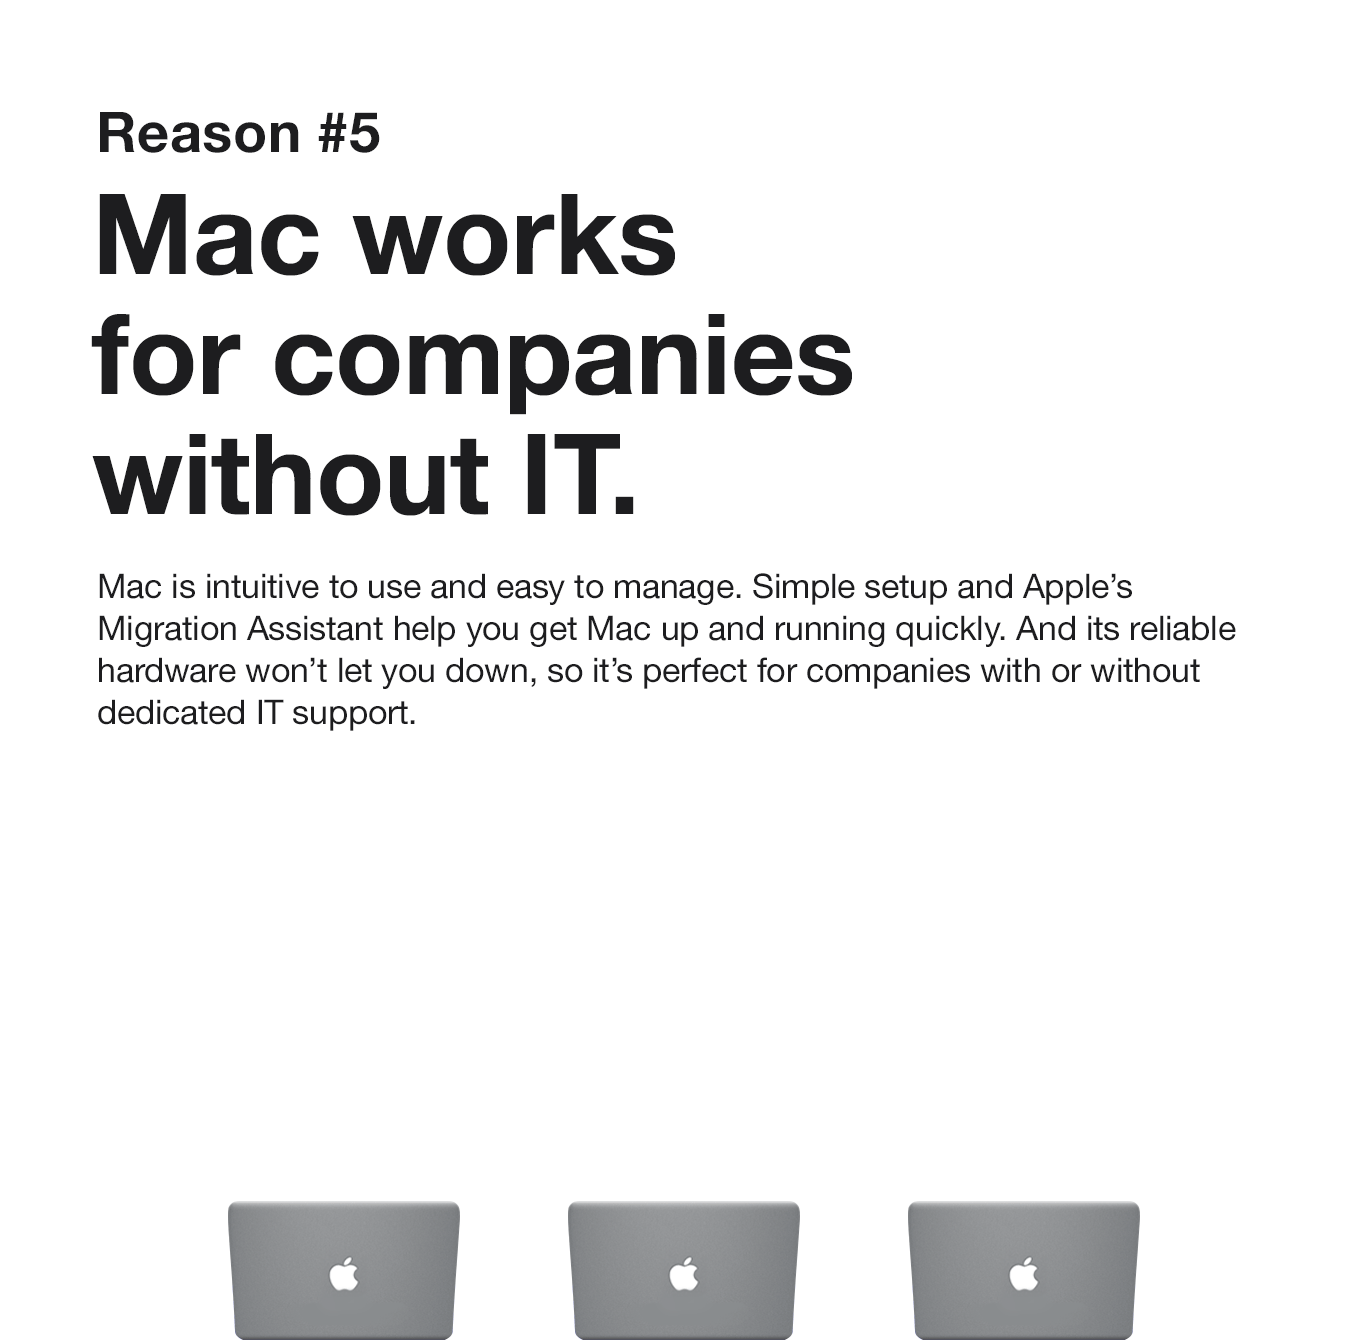 Reason #5
Mac works
for companies
without IT.
Mac is intuitive to use and easy to manage. Simple setup and Apple’s
Migration Assistant help you get Mac up and running quickly. And its reliable
hardware won’t let you down, so it’s perfect for companies with or without
dedicated IT support.